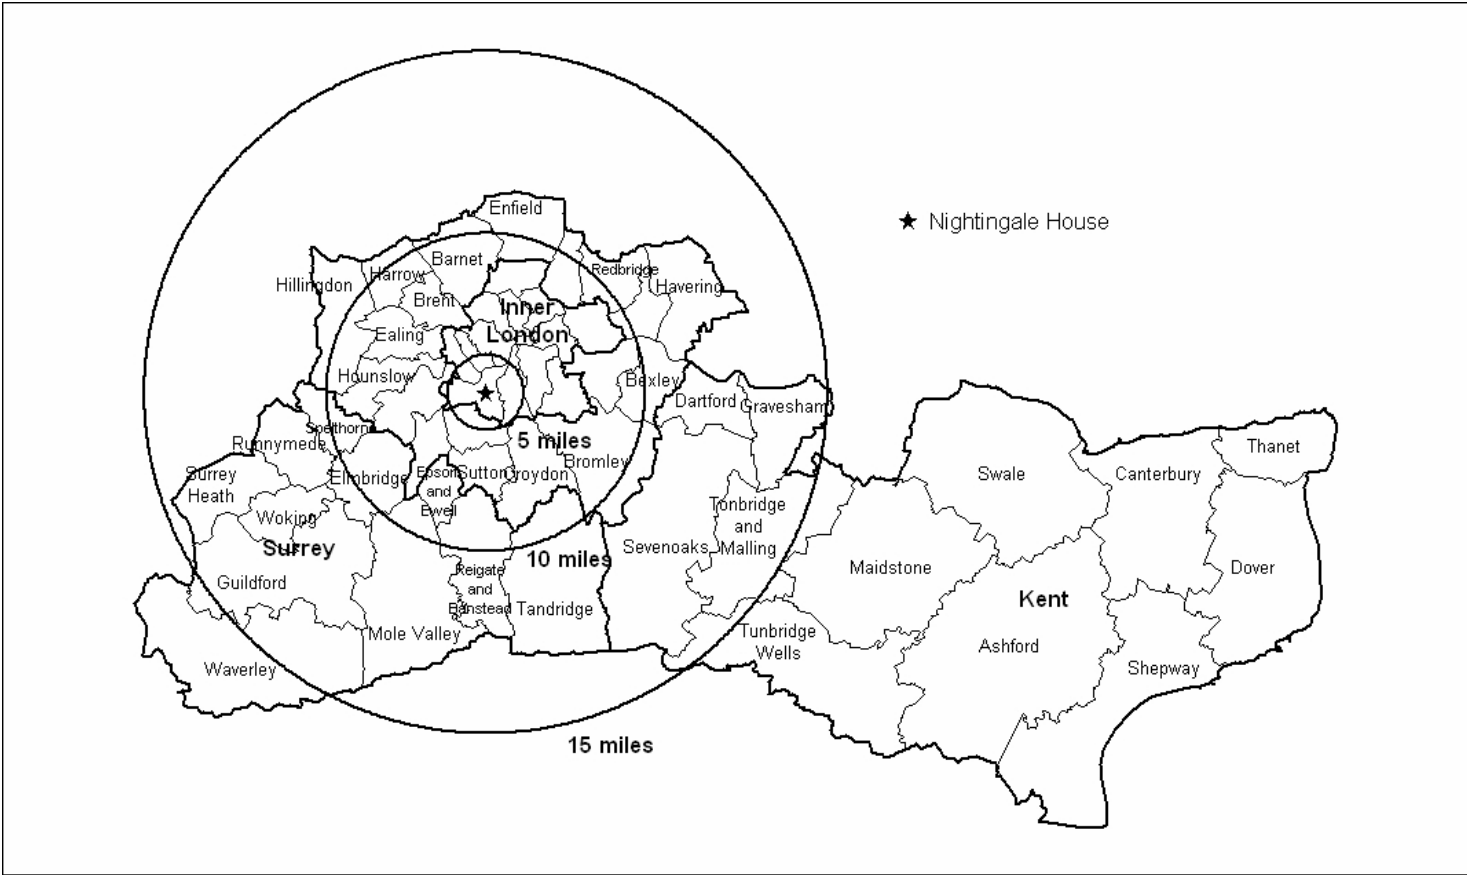 Enfield
Nightingale House
Barnet
Harrow
Redbridge
Hillingdon
Havering
Brent
Inner
London
Ealing
Hounslow
Bexley
Dartford
Gravesham
Spelthorne
5 miles
Runnymede
Thanet
Bromley
Surrey
Heath
Elmbridge
Epsom
and
Ewell
Sutton
Croydon
Swale
Canterbury
Tonbridge
and
Malling
Woking
Surrey
Sevenoaks
10 miles
Maidstone
Dover
Guildford
Reigate
and
Banstead
Tandridge
Kent
Mole Valley
Tunbridge
Wells
Ashford
Waverley
Shepway
15 miles